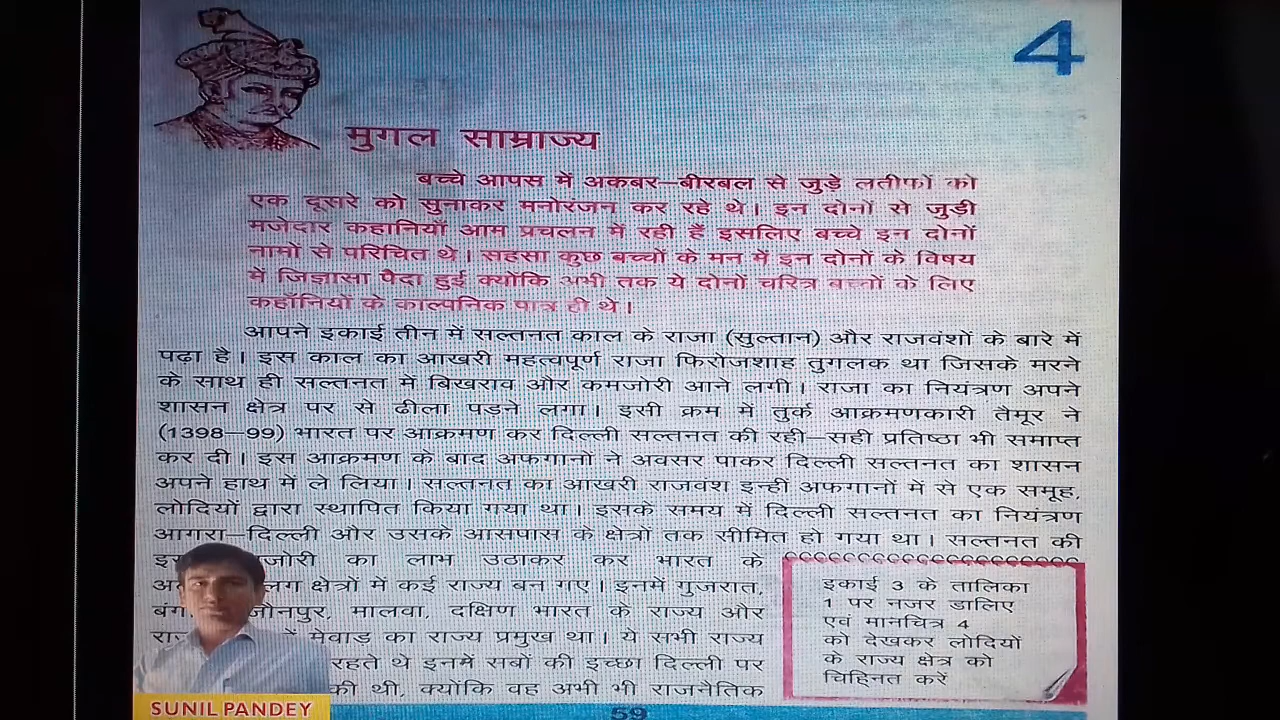 4
मुगल साम्राज्य
बच्चे आपस में अकबर–बीरबल से जुड़े लतीफों को
एक दूसरे को सुनाकर मनोरंजन कर रहे थे। इन दोनों से जुड़ी
मजेदार कहानियाँ आम प्रचलन में रही हैं इसलिए बच्चे इन दोनों
नामों से परिचित थे। सहसा कुछ बच्चों के मन में इन दोनों के विषय
में जिज्ञासा पैदा हुई क्योंकि अभी तक ये दोनों चरित्र बच्चों के लिए
कहानियों के काल्पनिक पात्र ही थे।
आपने इकाई तीन में सल्तनत काल के राजा (सुल्तान) और राजवंशों के बारे में
पढ़ा है। इस काल का आखरी महत्वपूर्ण राजा फिरोजशाह तुगलक था जिसके मरने
के साथ ही सल्तनत में बिखराव और कमजोरी आने लगी। राजा का नियंत्रण अपने
शासन क्षेत्र पर से ढीला पड़ने लगा। इसी क्रम में तुर्क आक्रमणकारी तैमूर ने
(1398–99) भारत पर आक्रमण कर दिल्ली सल्तनत की रही–सही प्रतिष्ठा भी समाप्त
कर दी। इस आक्रमण के बाद अफगानों ने अवसर पाकर दिल्ली सल्तनत का शासन
अपने हाथ में ले लिया। सल्तनत का आखरी राजवंश इन्हीं अफगानों में से एक समूह,
लोदियों द्वारा स्थापित किया गया था। इसके समय में दिल्ली सल्तनत का नियंत्रण
आगरा–दिल्ली और उसके आसपास के क्षेत्रों तक सीमित हो गया था। सल्तनत की
जोरी का लाभ उठाकर कर भारत के
लग क्षेत्रों में कई राज्य बन गए। इनमें गुजरात,
जौनपुर, मालवा, दक्षिण भारत के राज्य और
में मेवाड़ का राज्य प्रमुख था। ये सभी राज्य
रहते थे इनमें सबों की इच्छा दिल्ली पर
की थी, क्योंकि वह अभी भी राजनैतिक
इकाई 3 के तालिका
1 पर नजर डालिए
एवं मानचित्र 4
को देखकर लोदियों
के राज्य क्षेत्र को
चिह्नित करें
SUNIL PANDEY
59